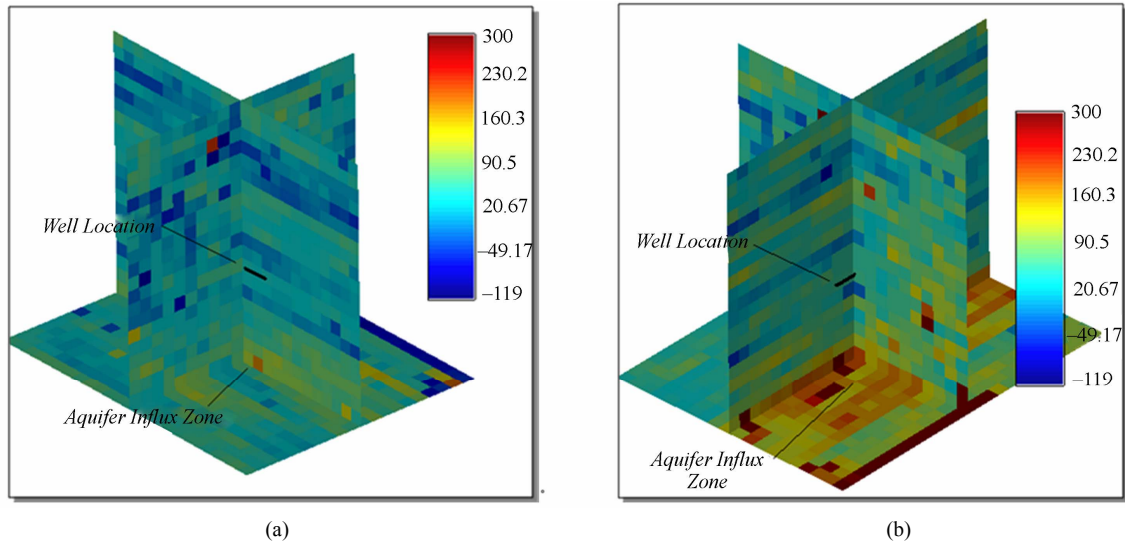 300
230.2
160.3
90.5
20.67
–49.17
–119
Well Location
Aquifer Influx Zone
(a)
300
230.2
160.3
90.5
20.67
–49.17
–119
Well Location
Aquifer Influx
Zone
(b)